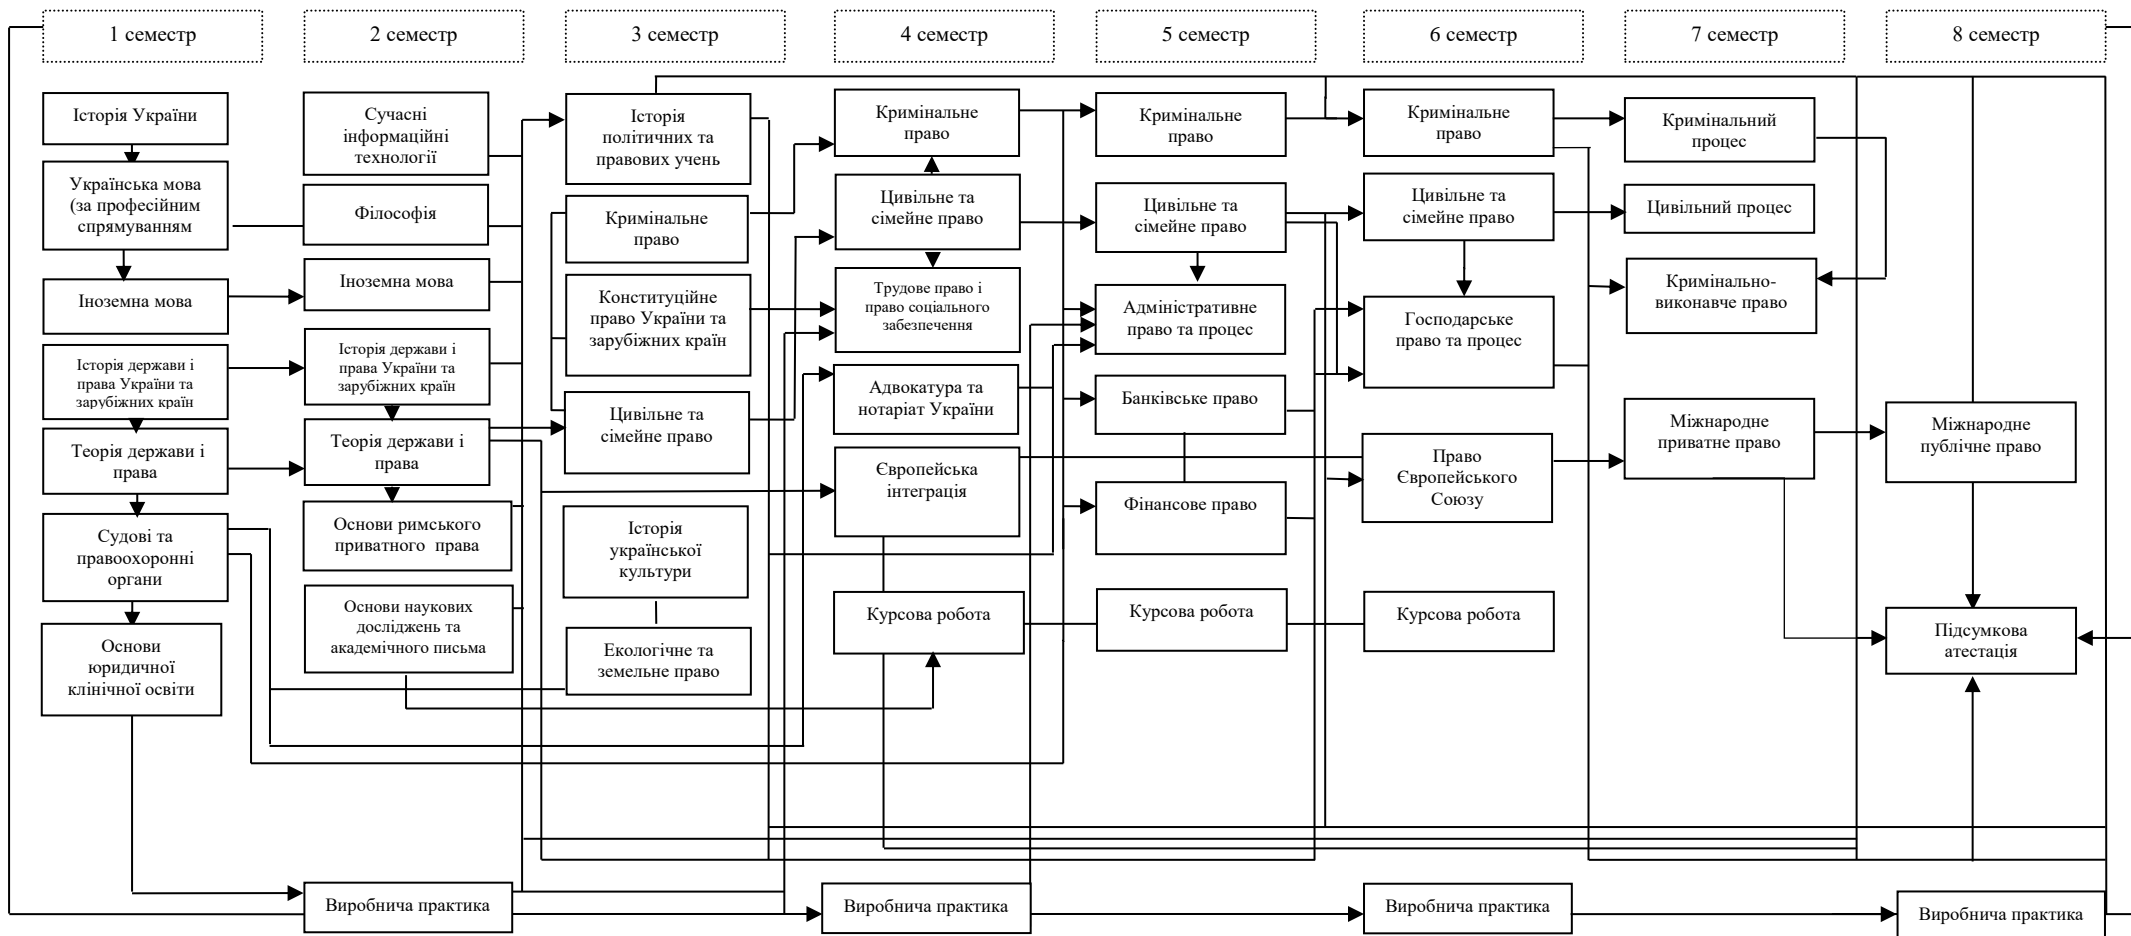 1 семестр
2 семестр
3 семестр
4 семестр
5 семестр
6 семестр
7 семестр
8 семестр
Історія України
Українська мова
(за професійним
спрямуванням
Іноземна мова
Історія держави і
права України та
зарубіжних країн
Теорія держави і
права
Судові та
правоохоронні
органи
Основи
юридичної
клінічної освіти
Сучасні
інформаційні
технології
Філософія
Іноземна мова
Історія держави і
права України та
зарубіжних країн
Теорія держави і
права
Основи римського
приватного права
Основи наукових
досліджень та
академічного письма
Виробнича практика
Історія
політичних та
правових учень
Кримінальне
право
Конституційне
право України та
зарубіжних країн
Цивільне та
сімейне право
Історія
української
культури
Екологічне та
земельне право
Кримінальне
право
Цивільне та
сімейне право
Трудове право і
право соціального
забезпечення
Адвокатура та
нотаріат України
Європейська
інтеграція
Курсова робота
Виробнича практика
Кримінальне
право
Цивільне та
сімейне право
Адміністративне
право та процес
Банківське право
Фінансове право
Курсова робота
Кримінальне
право
Цивільне та
сімейне право
Господарське
право та процес
Право
Європейського
Союзу
Курсова робота
Виробнича практика
Кримінальний
процес
Цивільний процес
Кримінально-
виконавче право
Міжнародне
приватне право
Міжнародне
публічне право
Підсумкова
атестація
Виробнича практика